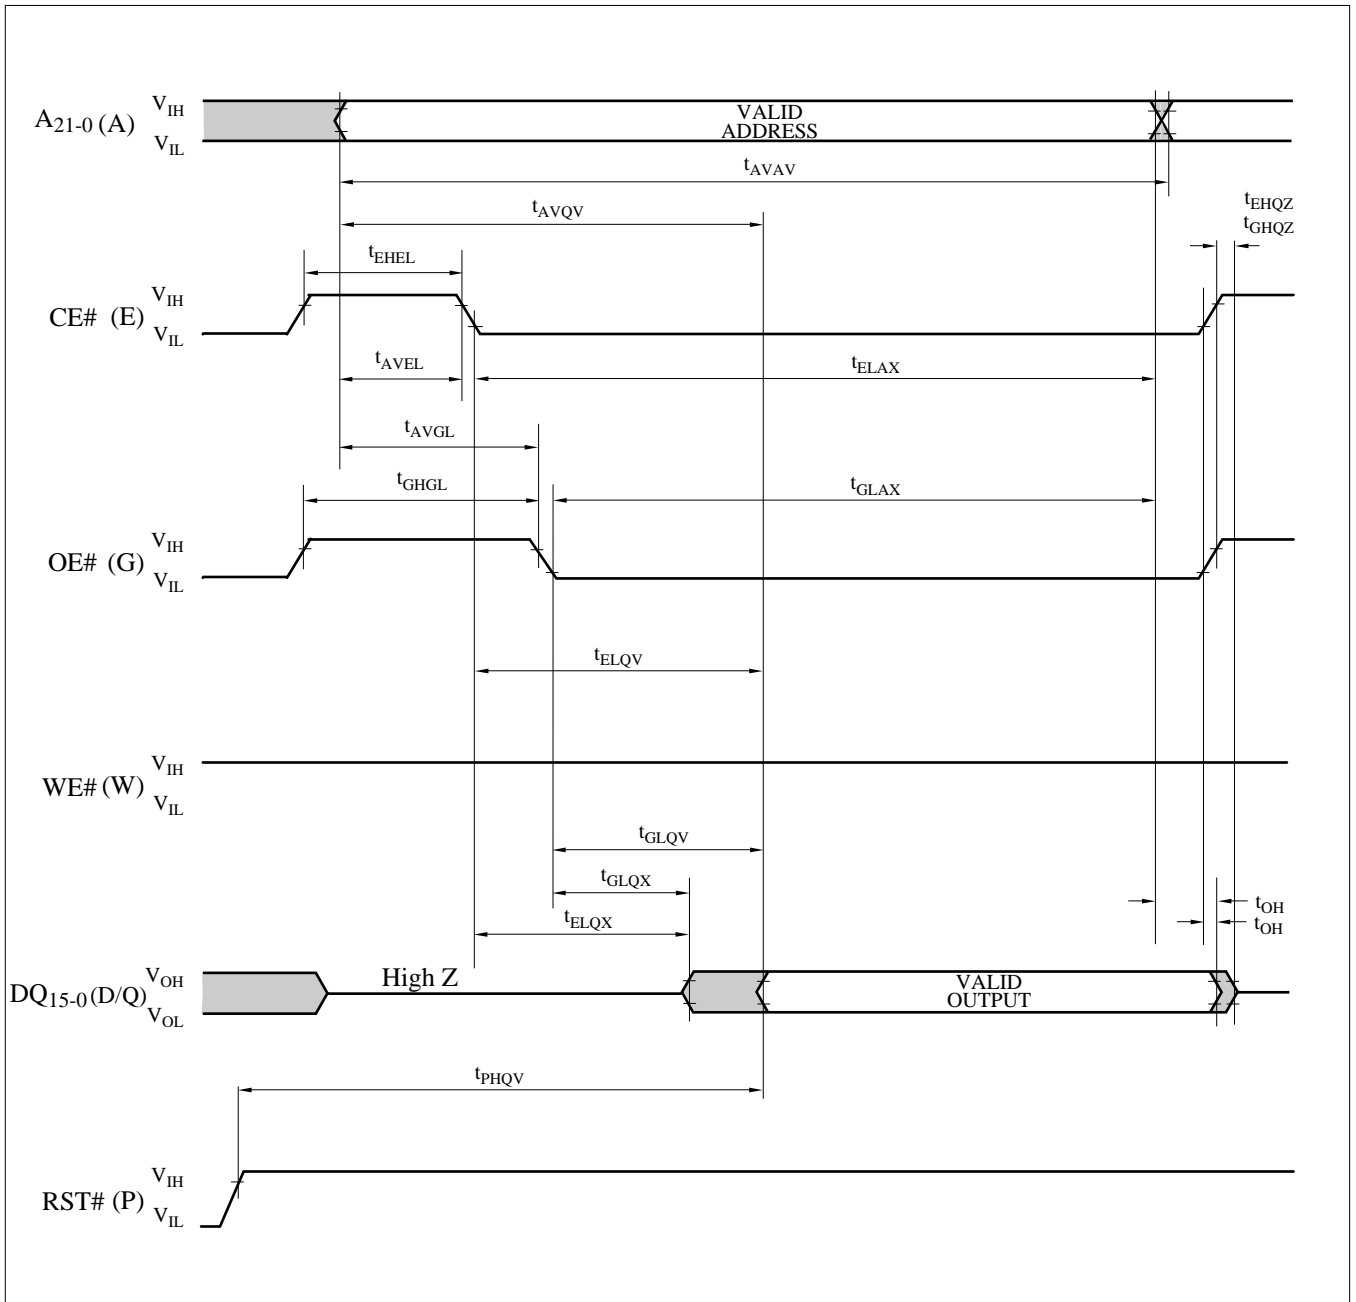 A21-0 (A)
VIH
VIL
VALID
ADDRESS
tAVAV
tAVQV
tEHQZ
tGHQZ
tEHEL
CE# (E)
VIH
VIL
tAVEL
tELAX
tAVGL
tGHGL
tGLAX
OE# (G)
VIH
VIL
tELQV
WE# (W)
VIH
VIL
tGLQV
tGLQX
tELQX
tOH
tOH
DQ15-0 (D/Q)
VOH
VOL
High Z
VALID
OUTPUT
tPHQV
RST# (P)
VIH
VIL